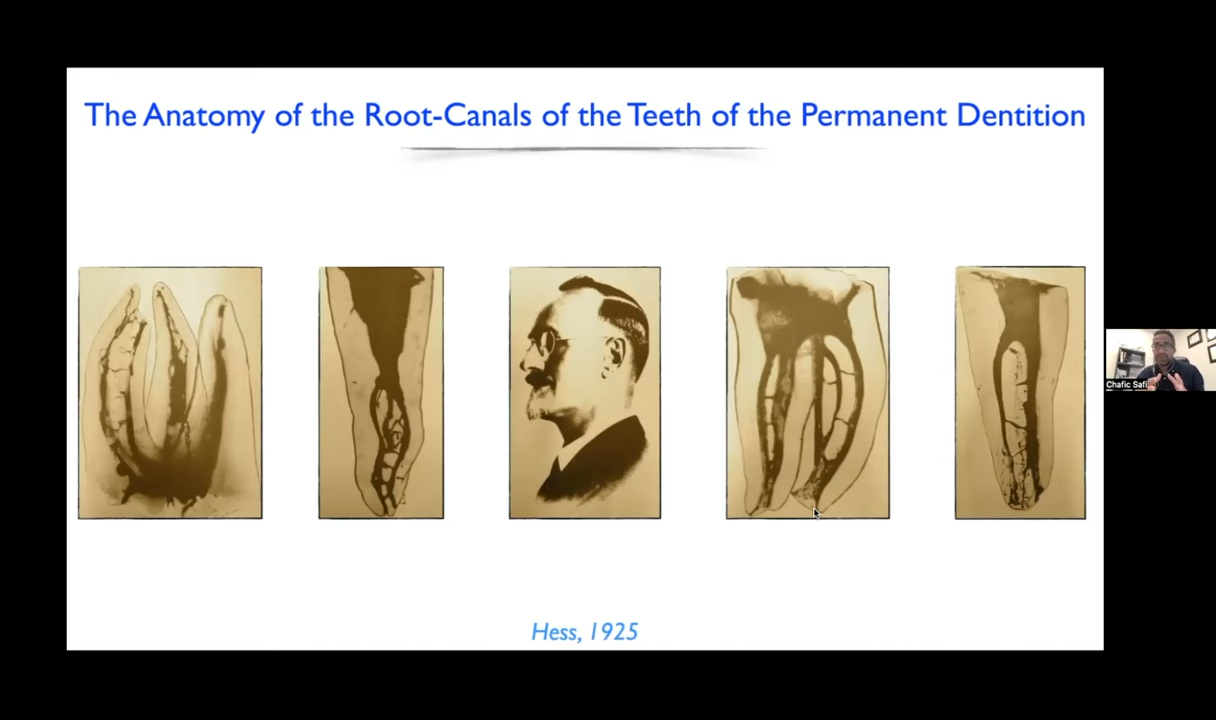 The Anatomy of the Root-Canals of the Teeth of the Permanent Dentition
Chafic Safi
Hess, 1925